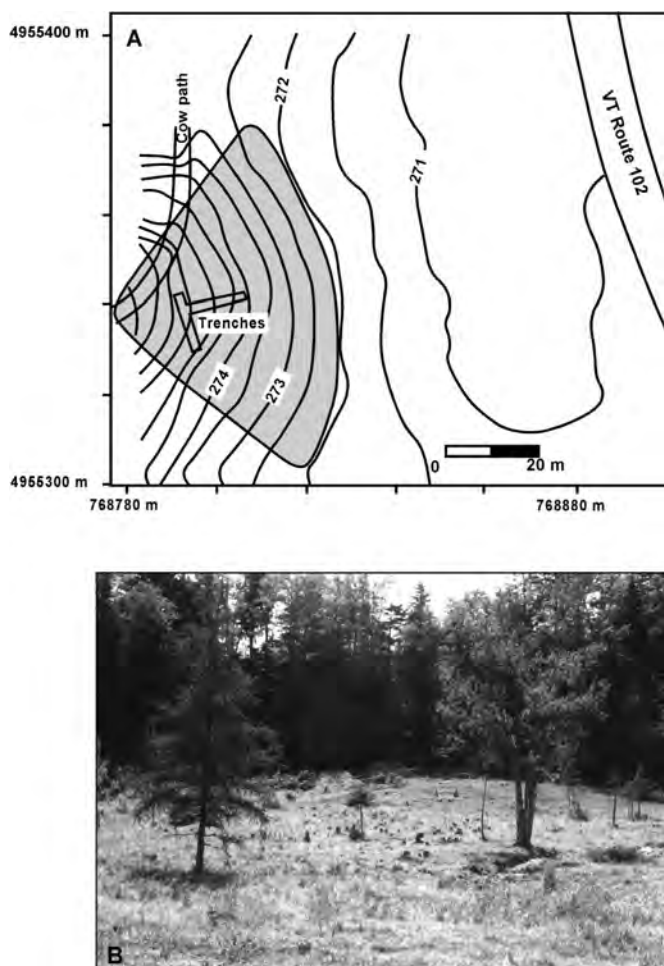 4955400 m
A
Cow path
272
271
VT Route 102
Trenches
274
273
0 20 m
4955300 m
768780 m 768880 m
B